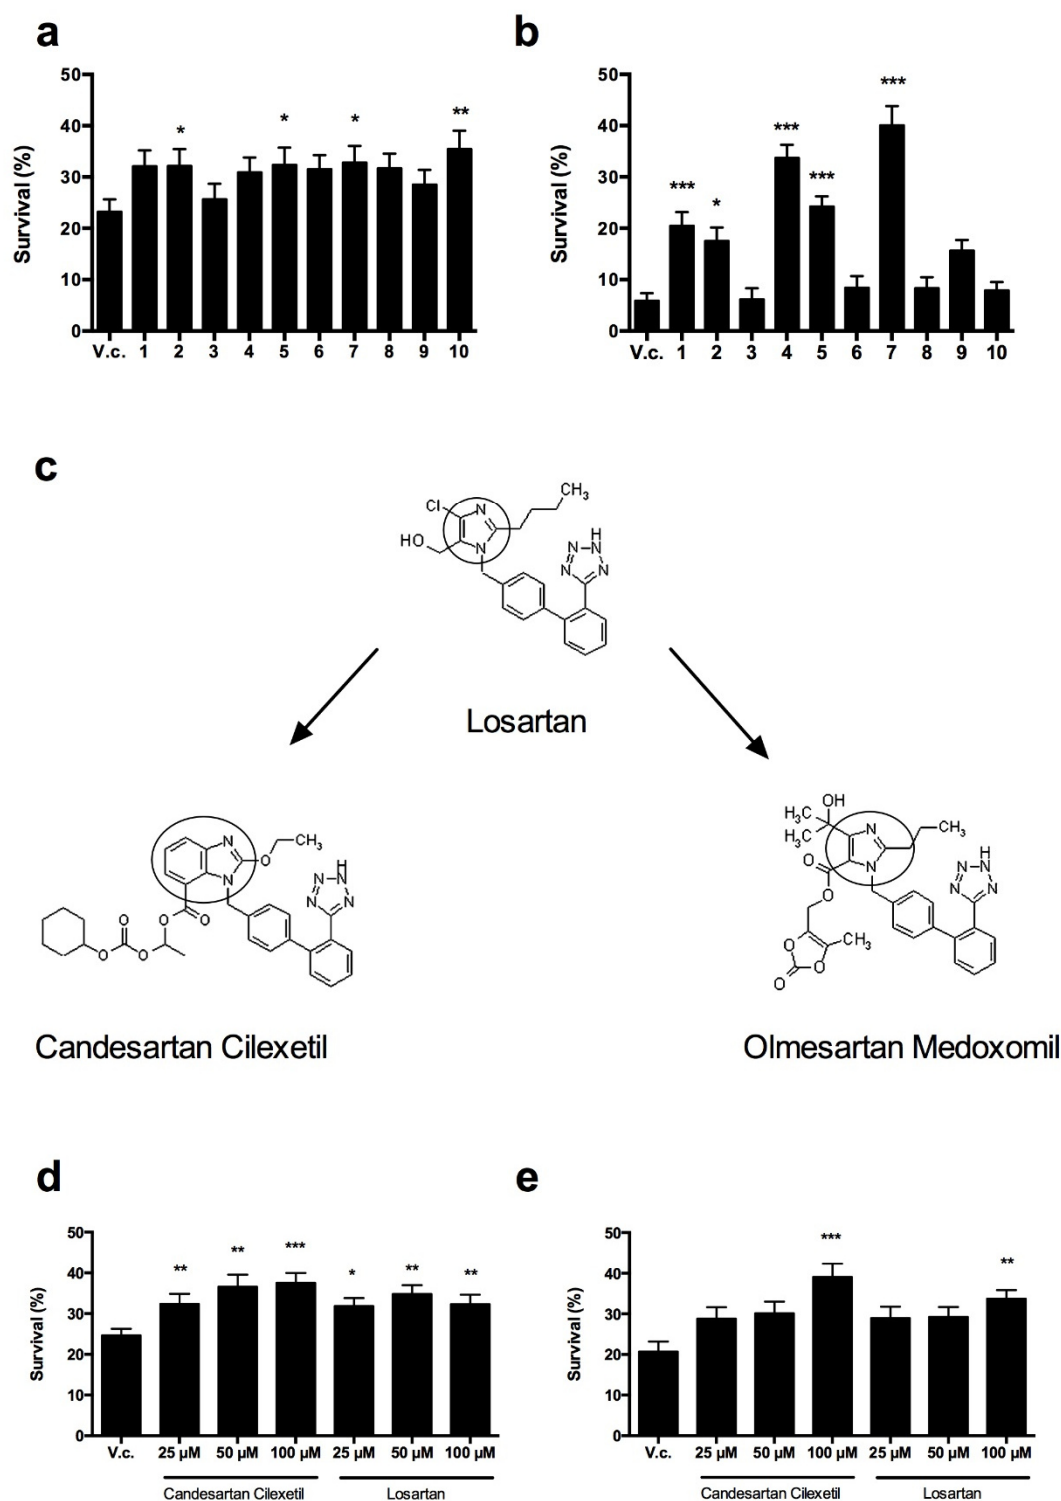 a
50
40
30
20
10
0
Survival (%)
* * * **
V.c. 1 2 3 4 5 6 7 8 9 10
b
50
40
30
20
10
0
Survival (%)
*** * *** *** ***
V.c. 1 2 3 4 5 6 7 8 9 10
c
Cl N CH3
HO N
H
N N
N N
Losartan
N O CH3
N
H
N N
N N
O O
O O O O
Candesartan Cilexetil
OH
H3C
H3C N CH3
O N
O
H
N N
N N
O CH3
O O
Olmesartan Medoxomil
d
50
40
30
20
10
0
Survival (%)
** ** *** * ** **
V.c. 25 µM 50 µM 100 µM 25 µM 50 µM 100 µM
Candesartan Cilexetil Losartan
e
50
40
30
20
10
0
Survival (%)
*** **
V.c. 25 µM 50 µM 100 µM 25 µM 50 µM 100 µM
Candesartan Cilexetil Losartan